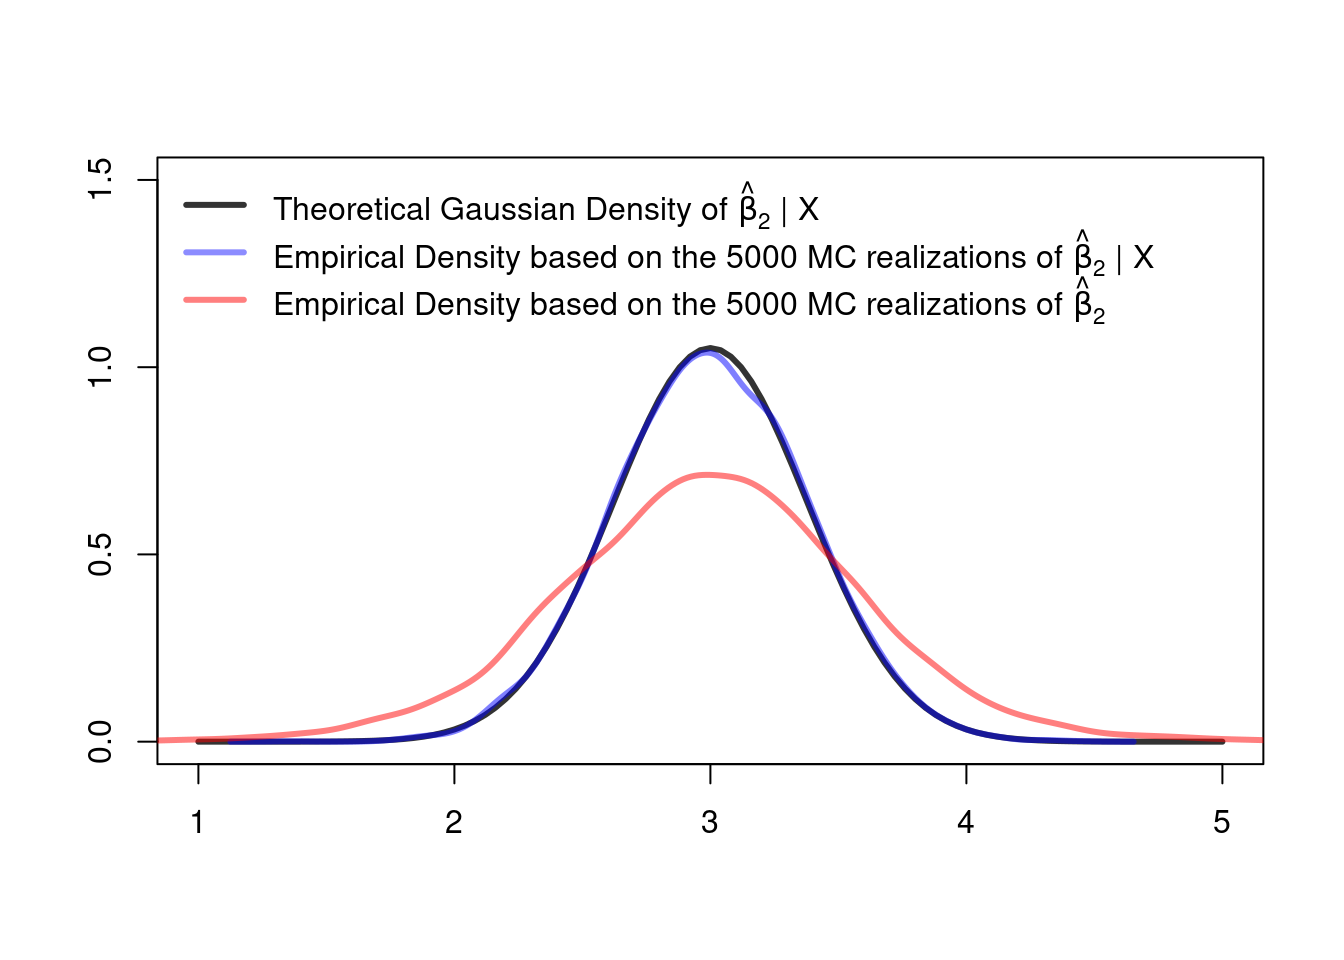 1.5
Theoretical Gaussian Density of β̂₂ | X
Empirical Density based on the 5000 MC realizations of β̂₂ | X
Empirical Density based on the 5000 MC realizations of β̂₂
1.0
0.5
0.0
1 2 3 4 5